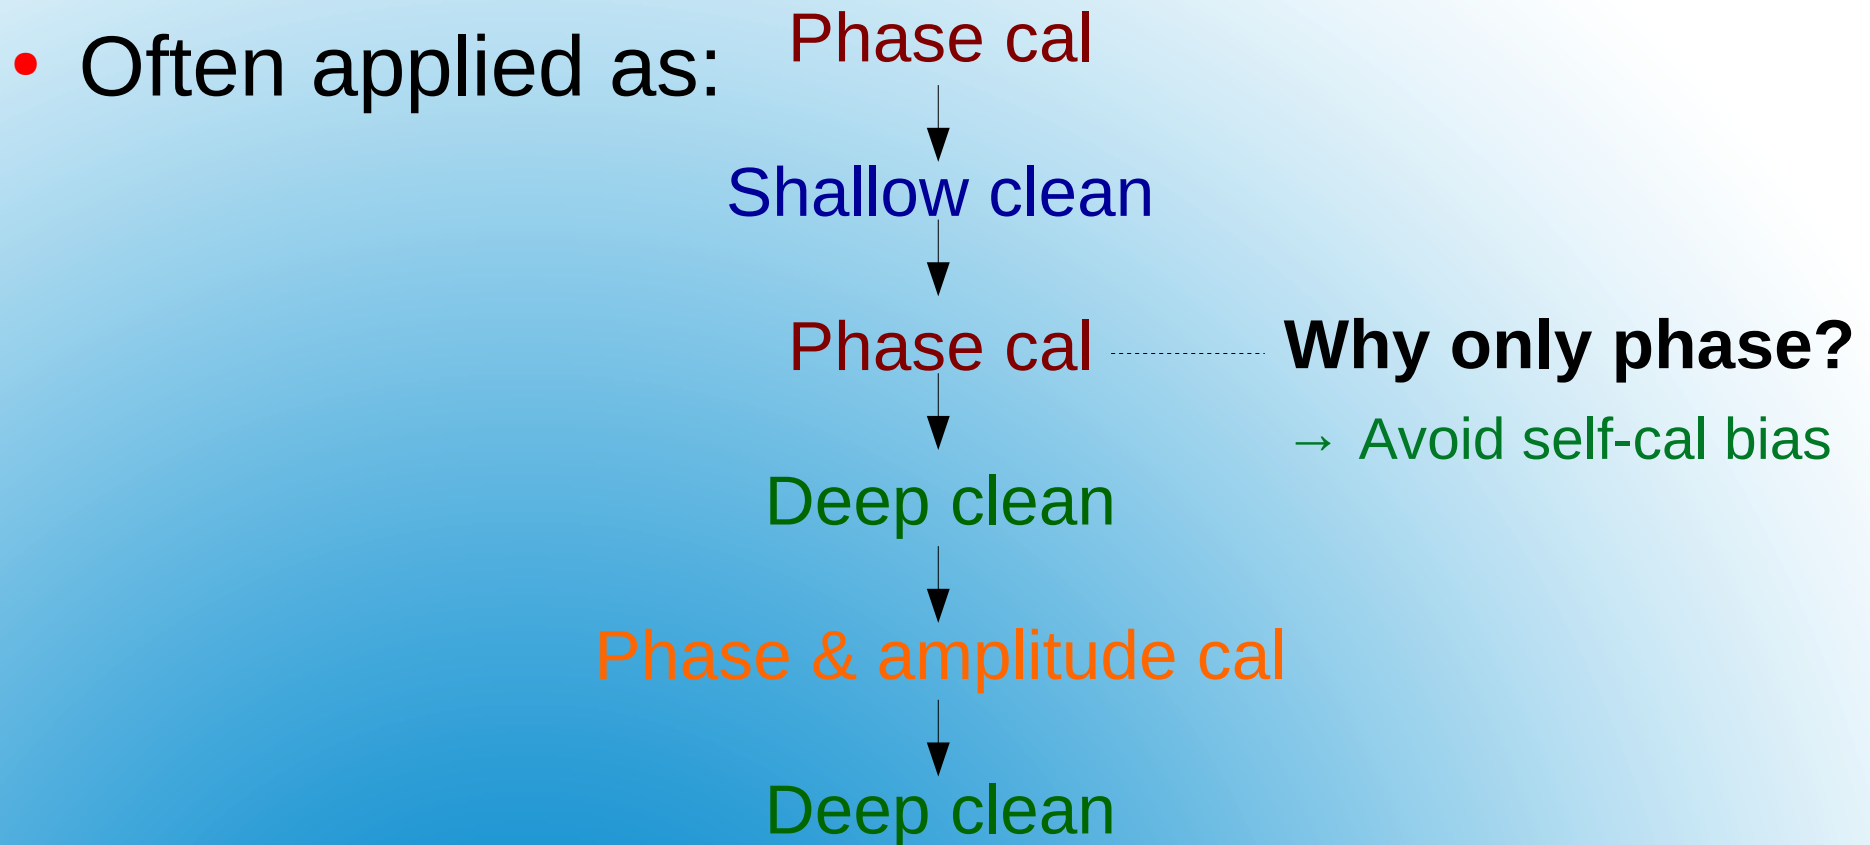 • Often applied as:
Phase cal
Shallow clean
Phase cal
Why only phase?
→ Avoid self-cal bias
Deep clean
Phase & amplitude cal
Deep clean